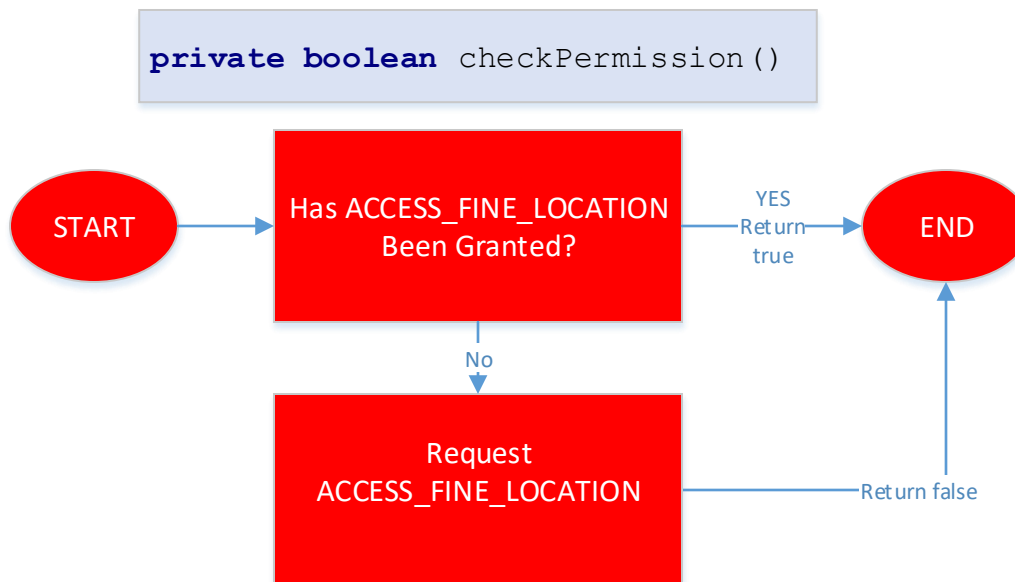 private boolean checkPermission()
START
Has ACCESS_FINE_LOCATION
Been Granted?
YES
Return
true
END
No
Request
ACCESS_FINE_LOCATION
Return false